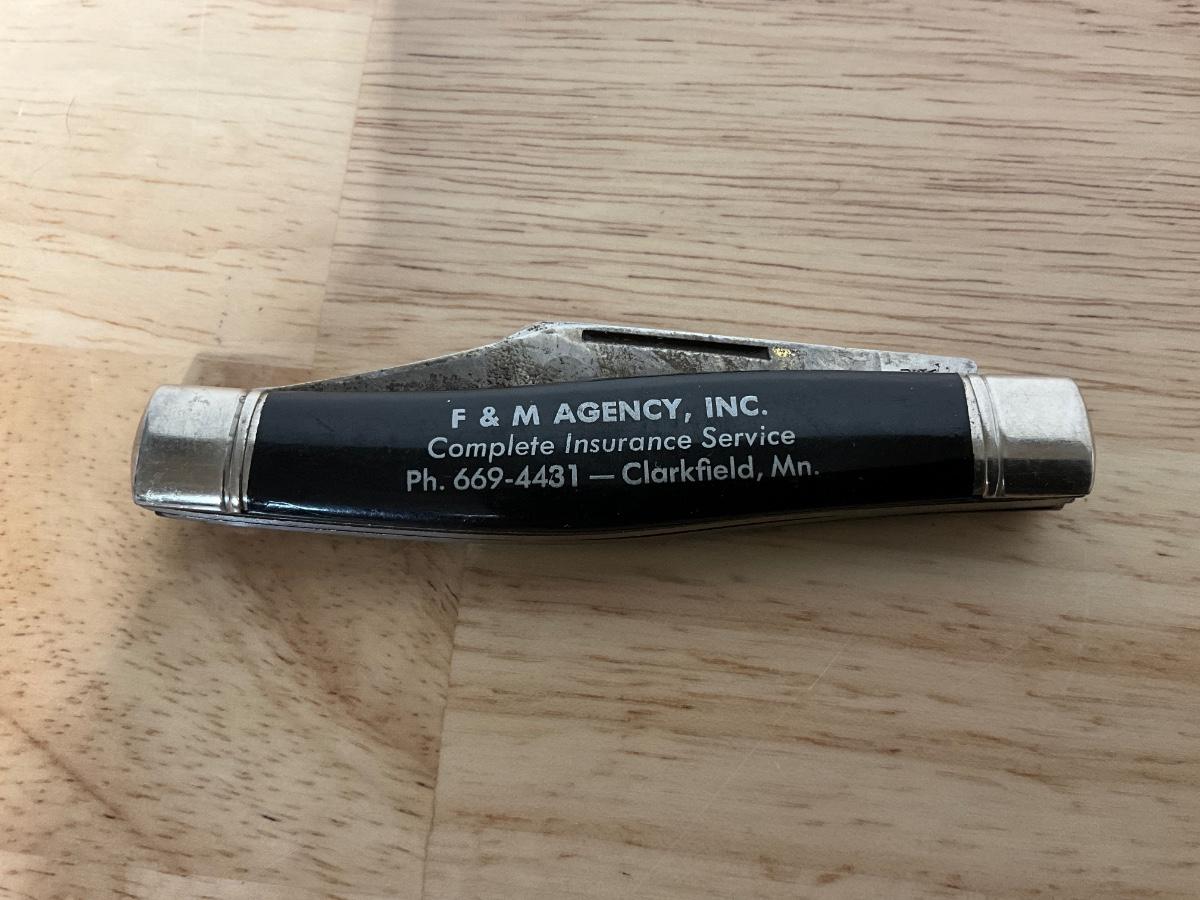 F & M AGENCY, INC.
Complete Insurance Service
Ph. 669-4431 — Clarkfield, Mn.